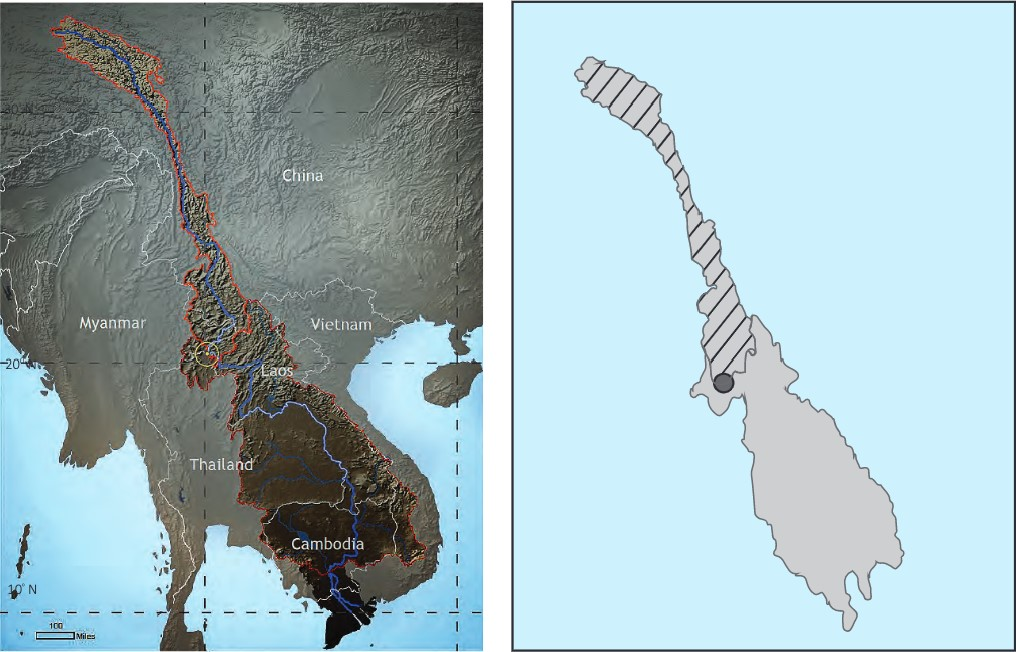 China
Myanmar
Vietnam
20°
Laos
Thailand
Cambodia
10° N
100
Miles